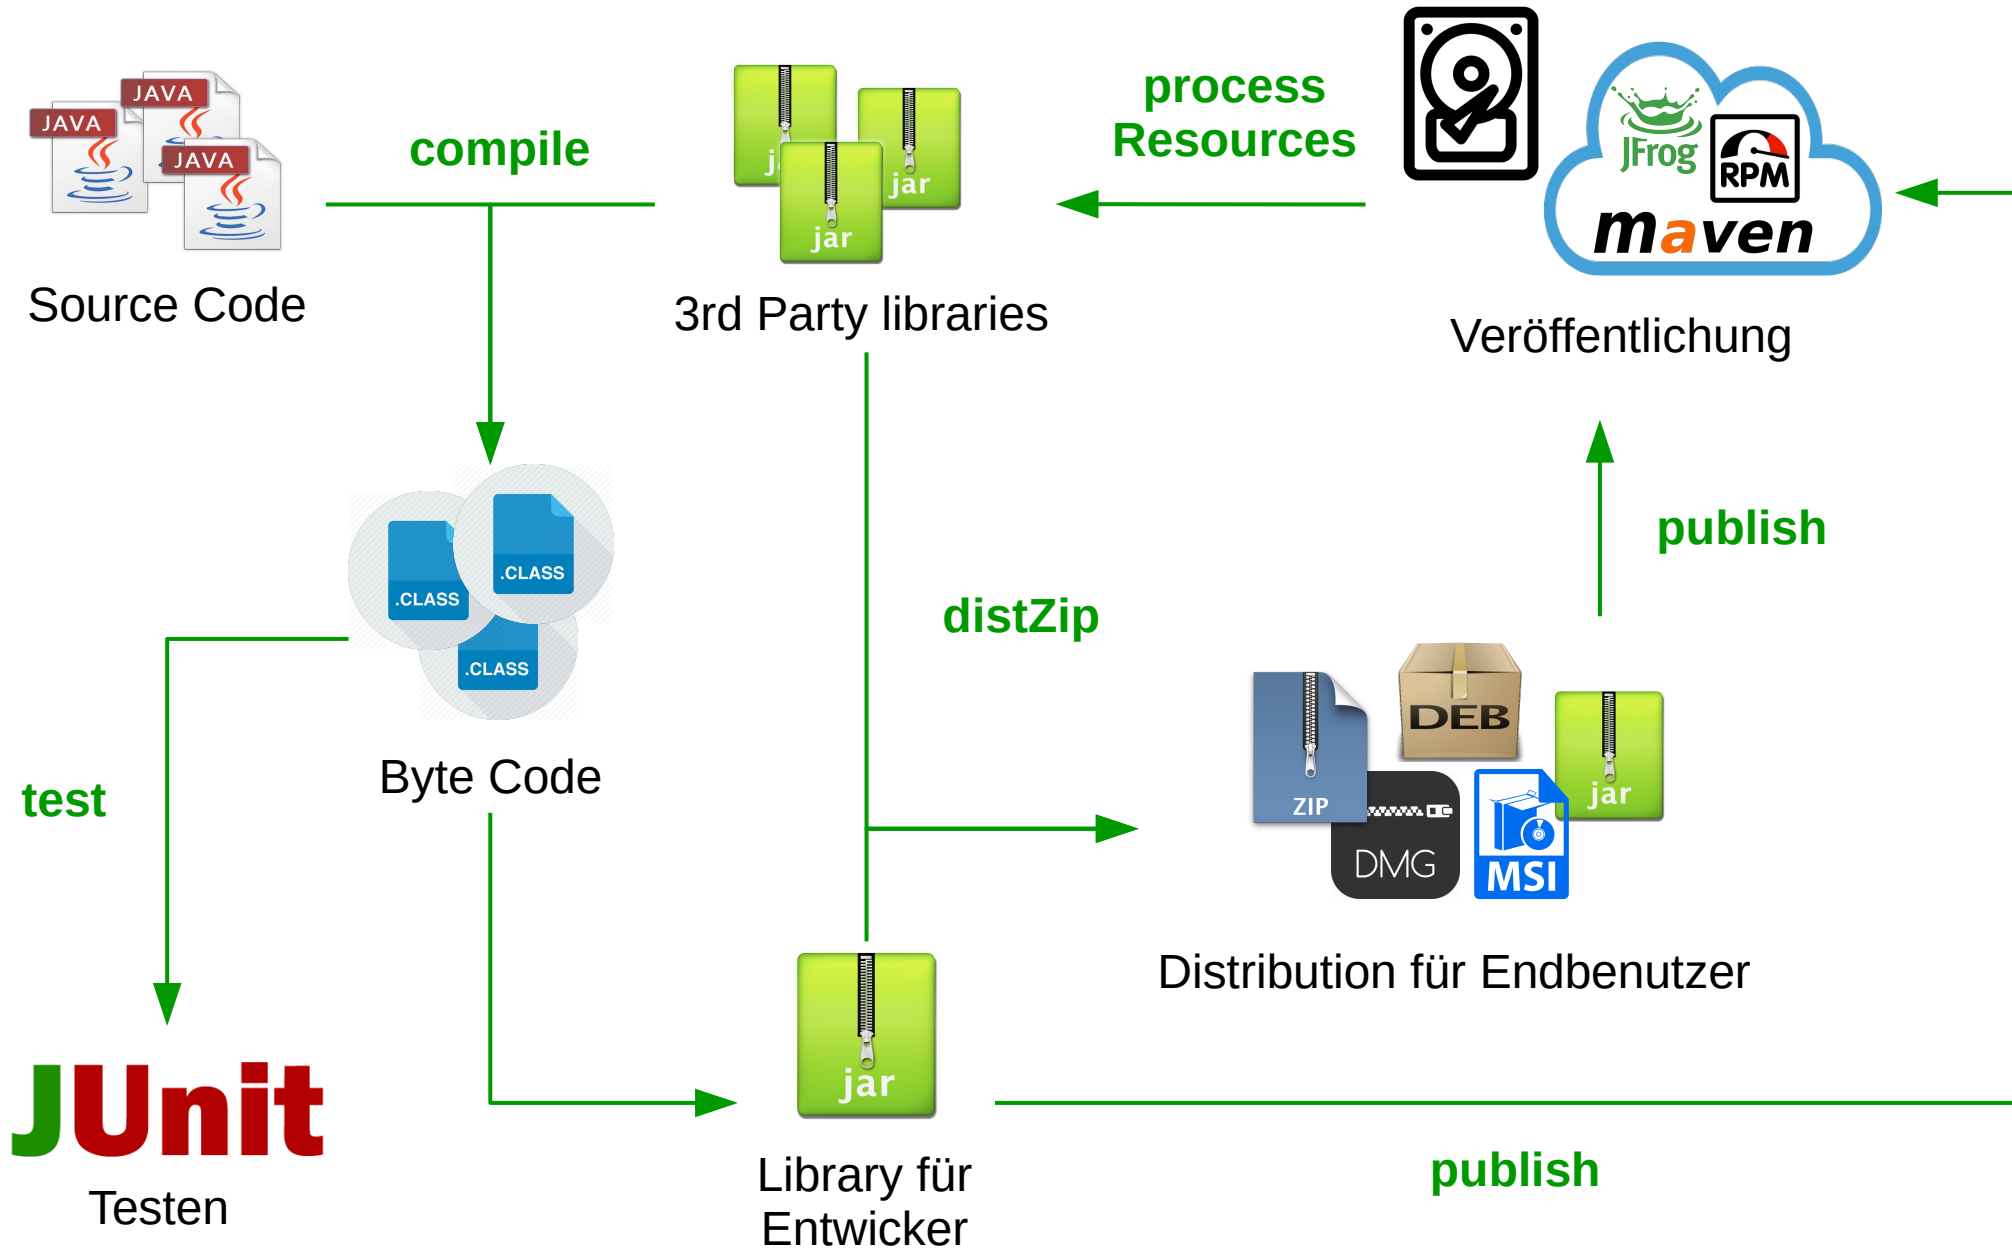 JAVA
JAVA
JAVA
Source Code
compile
jar
jar
3rd Party libraries
process
Resources
JFrog
RPM
maven
Veröffentlichung
.CLASS
.CLASS
.CLASS
Byte Code
test
distZip
publish
ZIP
DEB
jar
DMG
MSI
Distribution für Endbenutzer
JUnit
Testen
jar
Library für
Entwicker
publish